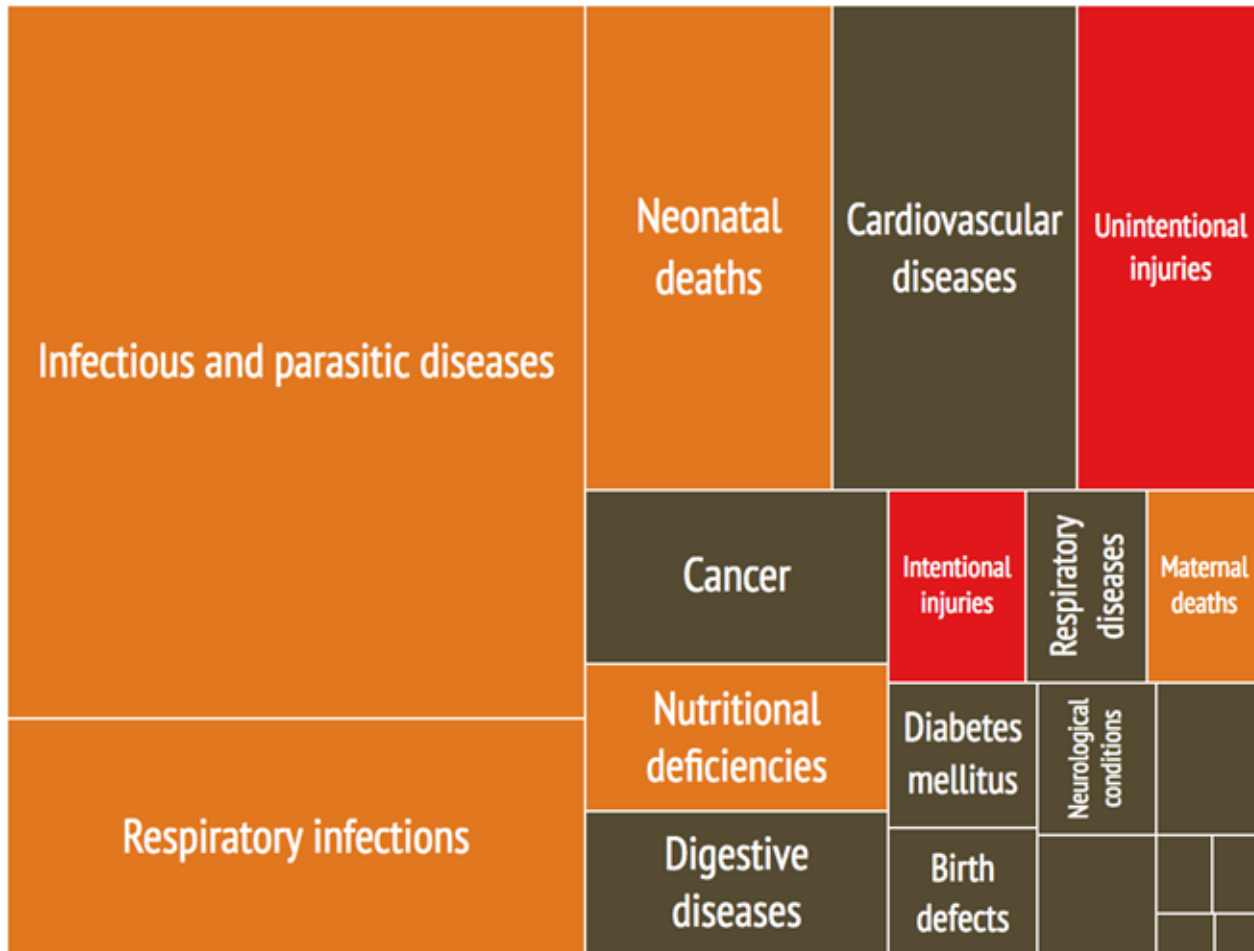 Infectious and parasitic diseases
Respiratory infections
Neonatal
deaths
Cardiovascular
diseases
Unintentional
injuries
Cancer
Nutritional
deficiencies
Digestive
diseases
Intentional
injuries
Respiratory
diseases
Maternal
deaths
Diabetes
mellitus
Neurological
conditions
Birth
defects